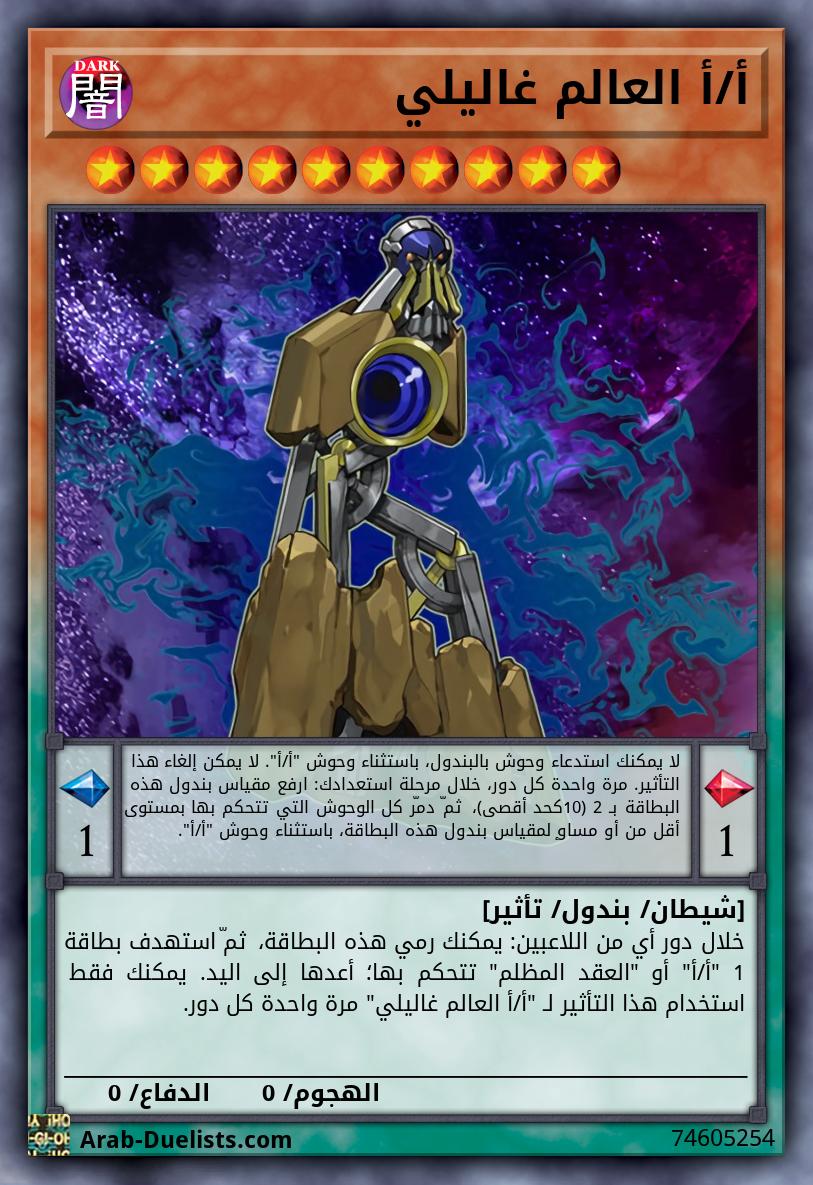 أ/أ العالم غاليلي
DARK
闇
لا يمكنك استدعاء وحوش بالبندول، باستثناء وحوش "أ/أ". لا يمكن إلغاء هذا
التأثير. مرة واحدة كل دور، خلال مرحلة استعدادك: ارفع مقياس بندول هذه
البطاقة بـ 2 (10كحد أقصى)، ثمّ دمّر كل الوحوش التي تتحكم بها بمستوى
أقل من أو مساوٍ لمقياس بندول هذه البطاقة، باستثناء وحوش "أ/أ".
1
1
[شيطان/ بندول/ تأثير]
خلال دور أي من اللاعبين: يمكنك رمي هذه البطاقة، ثمّ استهدف بطاقة
1 "أ/أ" أو "العقد المظلم" تتحكم بها؛ أعدها إلى اليد. يمكنك فقط
استخدام هذا التأثير لـ "أ/أ العالم غاليلي" مرة واحدة كل دور.
الهجوم/ 0 الدفاع/ 0
Arab-Duelists.com
74605254